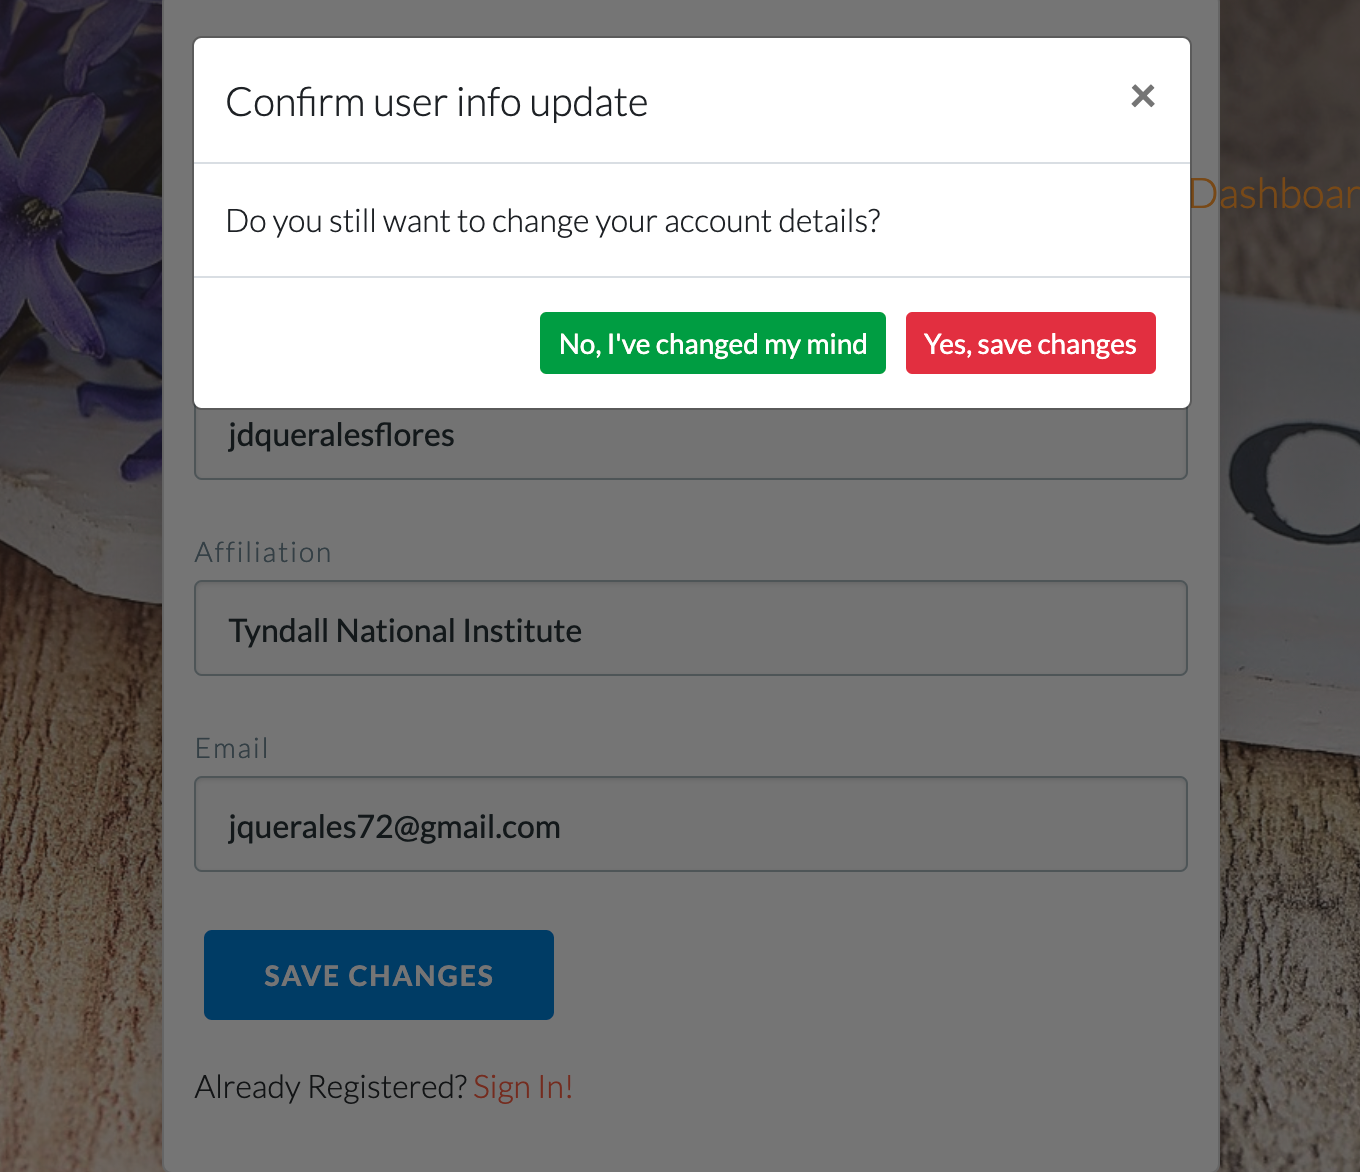 Confirm user info update
×
Dashboar
Do you still want to change your account details?
No, I've changed my mind
Yes, save changes
jdqueralesflores
Affiliation
Tyndall National Institute
Email
jquerales72@gmail.com
SAVE CHANGES
Already Registered? Sign In!